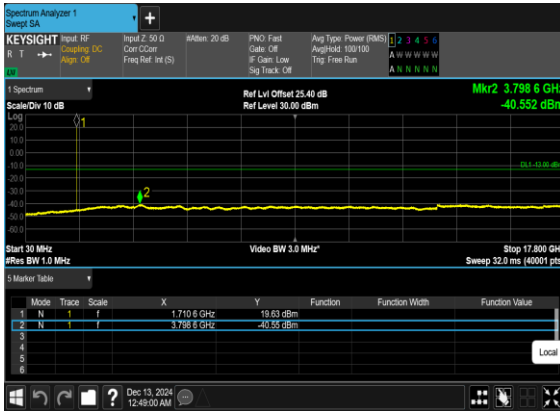 Spectrum Analyzer 1
Swept SA
+
KEYSIGHT Input: RF Input Z: 50 Ω #Atten: 20 dB PNO: Fast Avg Type: Power (RMS) 1 2 3 4 5 6
R T Coupling: DC Corr CCorr Gate: Off Avg|Hold: 100/100 A W W W W W
Align: Off Freq Ref: Int (S) IF Gain: Low Trig: Free Run
Sig Track: Off A N N N N N
1 Spectrum
Ref Lvl Offset 25.40 dB Mkr2 3.798 6 GHz
Scale/Div 10 dB Ref Level 30.00 dBm -40.552 dBm
Log
1
20.0
10.0
0.00
-10.0
DL1 -13.00 dBm
-20.0
-30.0
2
-40.0
-50.0
-60.0
Start 30 MHz Video BW 3.0 MHz* Stop 17.800 GHz
#Res BW 1.0 MHz Sweep 32.0 ms (40001 pts)
5 Marker Table
Mode Trace Scale X Y Function Function Width Function Value
1 N 1 f 1.710 6 GHz 19.63 dBm
2 N 1 f 3.798 6 GHz -40.55 dBm
3
4
5
6
Local
? Dec 13, 2024
12:49:00 AM